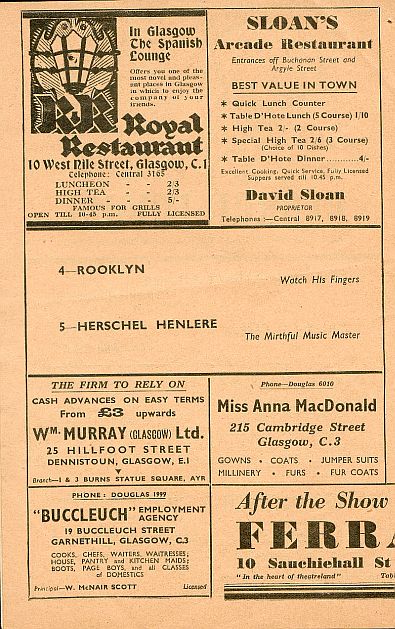 In Glasgow
The Spanish
Lounge
Offers you one of the
most novel and pleas-
ant places in Glasgow
in which to enjoy the
company of your
friends.
RR Royal
Restaurant
10 West Nile Street, Glasgow, C.1
Telephone: Central 3165
LUNCHEON - - 2/3
HIGH TEA - - 2/3
DINNER - - 5/-
FAMOUS FOR GRILLS
OPEN TILL 10-45 p.m. FULLY LICENSED
SLOAN'S
Arcade Restaurant
Entrances off Buchanan Street and
Argyle Street
BEST VALUE IN TOWN
* Quick Lunch Counter
* Table D'Hote Lunch (5 Course) 1/10
* High Tea 2/- (2 Course)
* Special High Tea 2/6 (3 Course)
(Choice of 10 Dishes)
* Table D'Hote Dinner...........4/-
Excellent Cooking, Quick Service, Fully Licensed
Suppers served till 10.45 p.m.
David Sloan
PROPRIETOR
Telephones :—Central 8917, 8918, 8919
4—ROOKLYN
Watch His Fingers
5—HERSCHEL HENLERE
The Mirthful Music Master
THE FIRM TO RELY ON
CASH ADVANCES ON EASY TERMS
From £3 upwards
WM. MURRAY (GLASGOW) Ltd.
25 HILLFOOT STREET
DENNISTOUN, GLASGOW, E.1
Branch—1 & 3 BURNS STATUE SQUARE, AYR
Phone—Douglas 6010
Miss Anna MacDonald
215 Cambridge Street
Glasgow, C.3
GOWNS · COATS · JUMPER SUITS
MILLINERY · FURS · FUR COATS
PHONE : DOUGLAS 1999
"BUCCLEUCH" EMPLOYMENT
AGENCY
19 BUCCLEUCH STREET
GARNETHILL, GLASGOW, C.3
COOKS, CHEFS, WAITERS, WAITRESSES;
HOUSE, PANTRY and KITCHEN MAIDS;
BOOTS, PAGE BOYS, and all CLASSES
of DOMESTICS
Principal—W. McNAIR SCOTT Licensed
After the Show
FERRA
10 Sauchiehall St
"In the heart of theatreland" Tabl